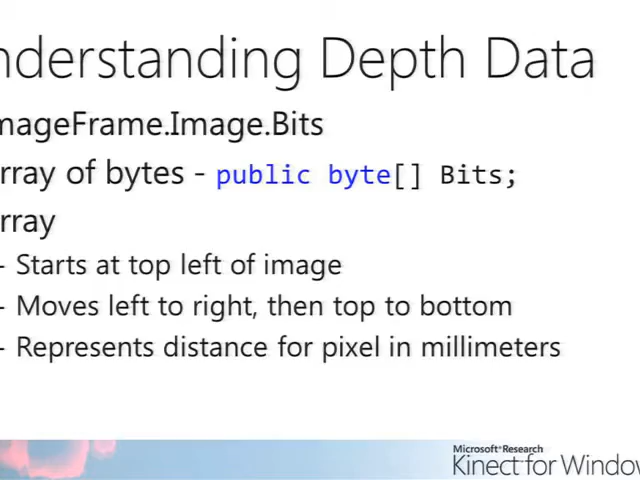 nderstanding Depth Data
mageFrame.Image.Bits
rray of bytes - public byte[] Bits;
rray
- Starts at top left of image
- Moves left to right, then top to bottom
- Represents distance for pixel in millimeters
Microsoft® Research
Kinect for Window